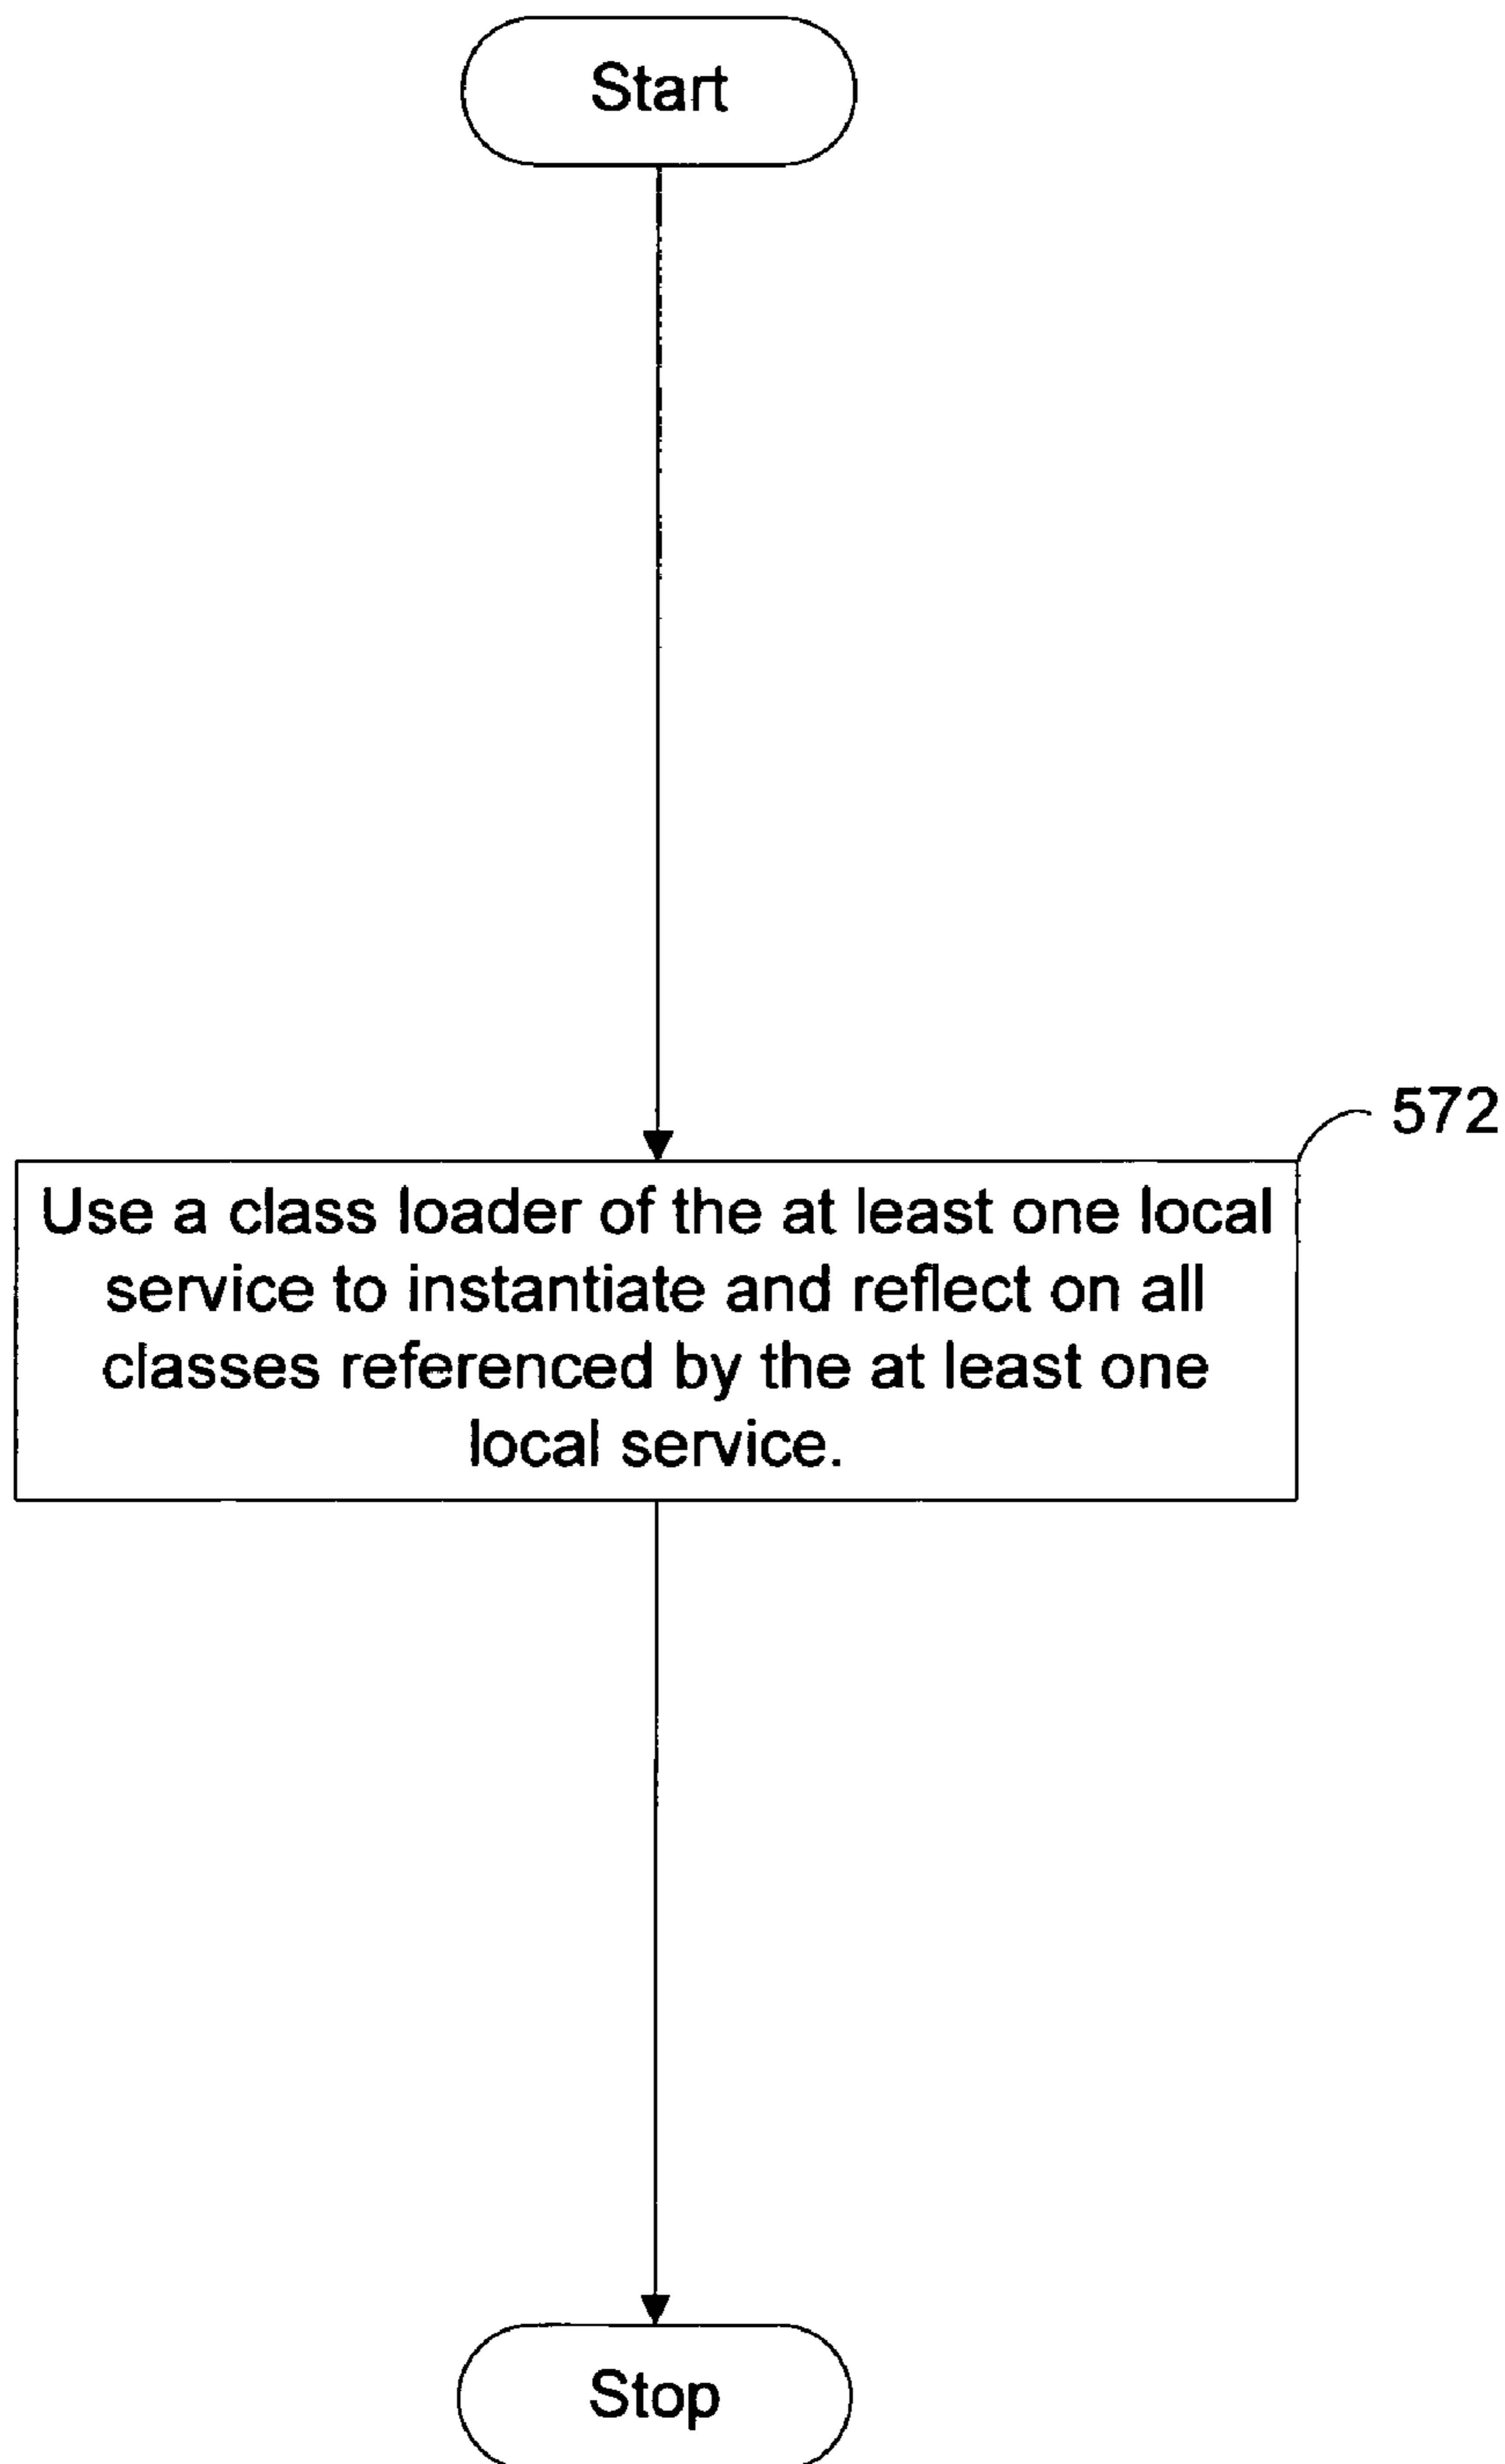 Start
572
Use a class loader of the at least one local
service to instantiate and reflect on all
classes referenced by the at least one
local service.
Stop